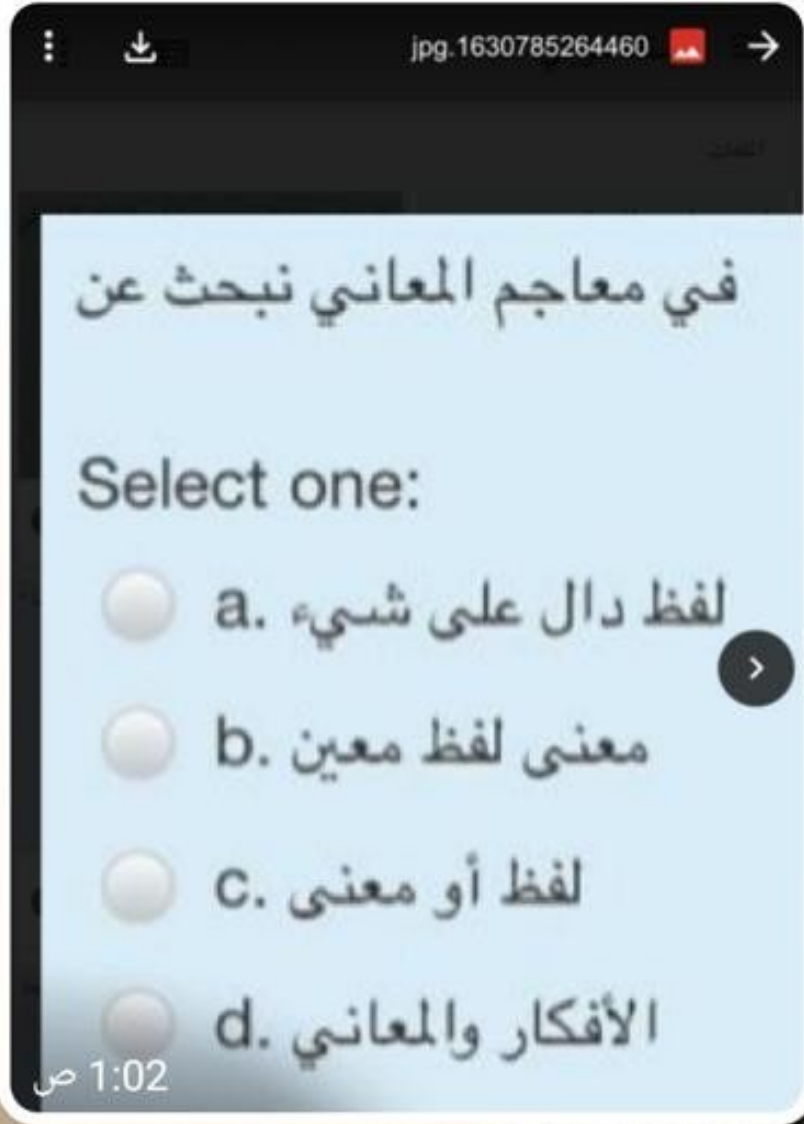 jpg.1630785264460
في معاجم المعاني نبحث عن
Select one:
a. لفظ دال على شيء
b. معنى لفظ معين
c. لفظ أو معنى
d. الأفكار والمعاني
1:02 ص